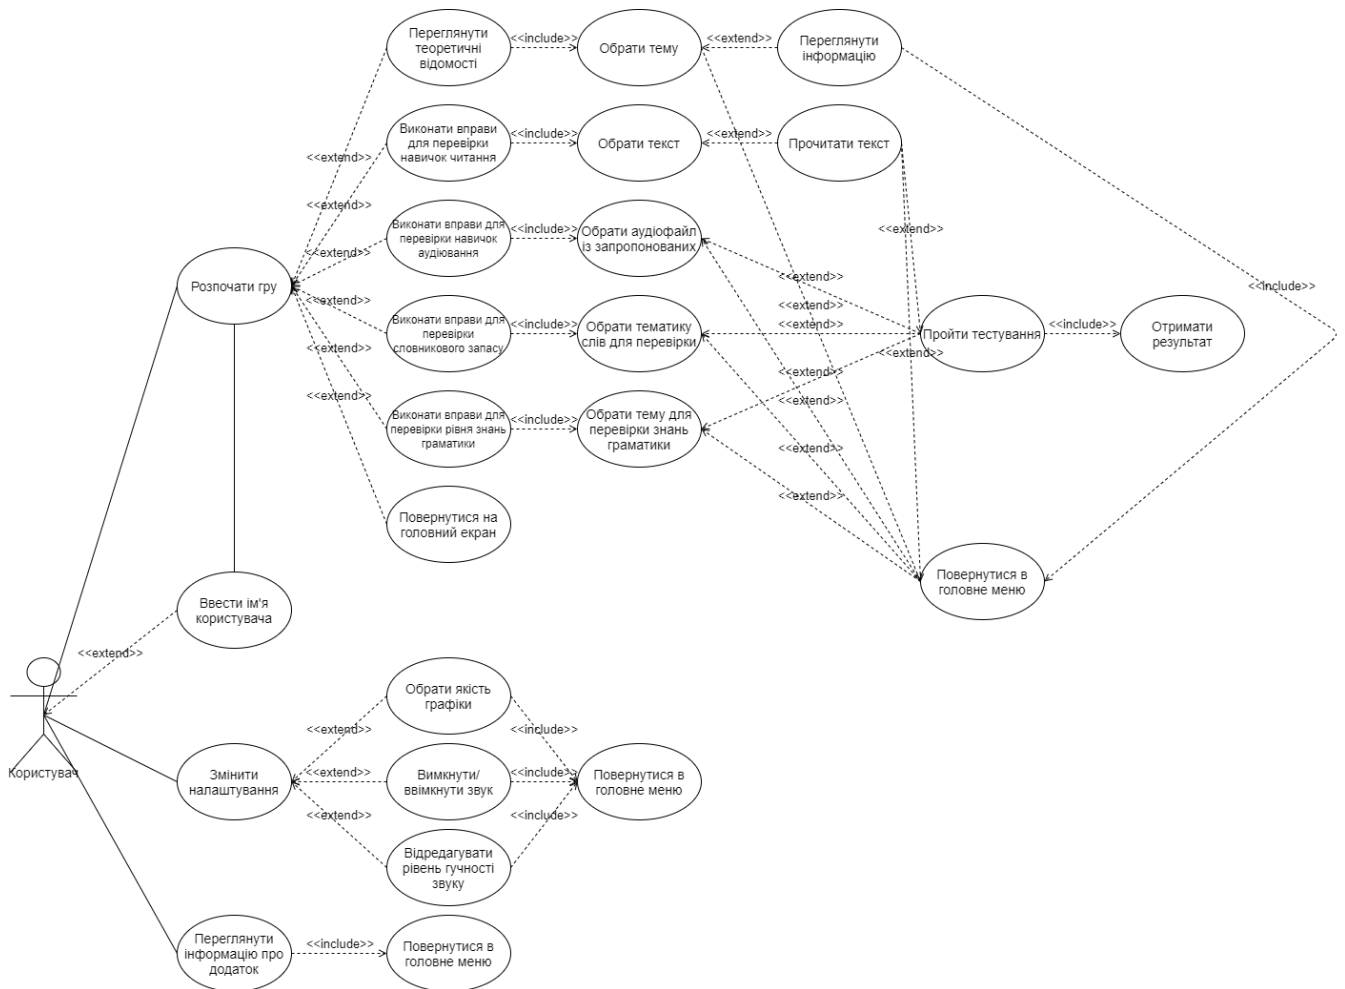 Переглянути
теоретичні
відомості
<<include>>
Обрати тему
<<extend>>
Переглянути
інформацію
Виконати вправи
для перевірки
навичок читання
<<include>>
Обрати текст
<<extend>>
Прочитати текст
<<extend>>
<<extend>>
Виконати вправи для
перевірки навичок
аудіювання
<<include>>
Обрати аудіофайл
із запропонованих
<<extend>>
<<extend>>
<<extend>>
<<include>>
Розпочати гру
<<extend>>
Виконати вправи для
перевірки
словникового запасу
<<include>>
Обрати тематику
слів для перевірки
<<extend>>
<<extend>>
Пройти тестування
<<include>>
Отримати
результат
<<extend>>
<<extend>>
<<extend>>
<<extend>>
Виконати вправи для
перевірки рівня знань
граматики
<<include>>
Обрати тему для
перевірки знань
граматики
<<extend>>
<<extend>>
<<extend>>
Повернутися на
головний екран
Повернутися в
головне меню
Ввести ім'я
користувача
<<extend>>
Користувач
Обрати якість
графіки
<<extend>>
<<include>>
Змінити
налаштування
<<extend>>
Вимкнути/
ввімкнути звук
<<include>>
Повернутися в
головне меню
<<extend>>
<<include>>
Відредагувати
рівень гучності
звуку
Переглянути
інформацію про
додаток
<<include>>
Повернутися в
головне меню